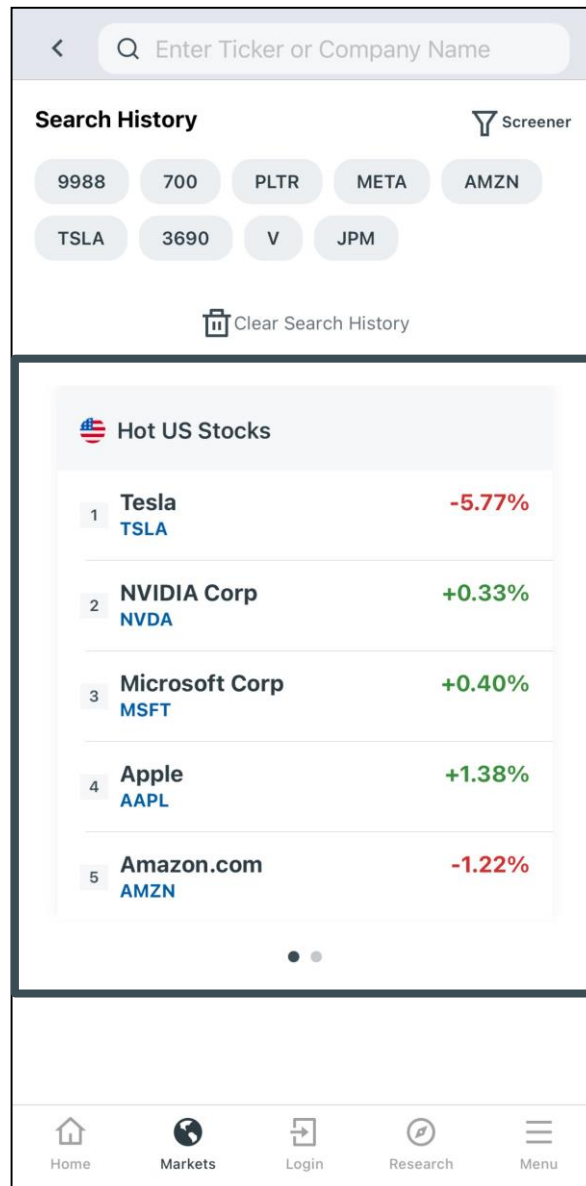 Enter Ticker or Company Name
Search History
Screener
9988 700 PLTR META AMZN
TSLA 3690 V JPM
Clear Search History
Hot US Stocks
1 Tesla -5.77%
TSLA
2 NVIDIA Corp +0.33%
NVDA
3 Microsoft Corp +0.40%
MSFT
4 Apple +1.38%
AAPL
5 Amazon.com -1.22%
AMZN
Home Markets Login Research Menu